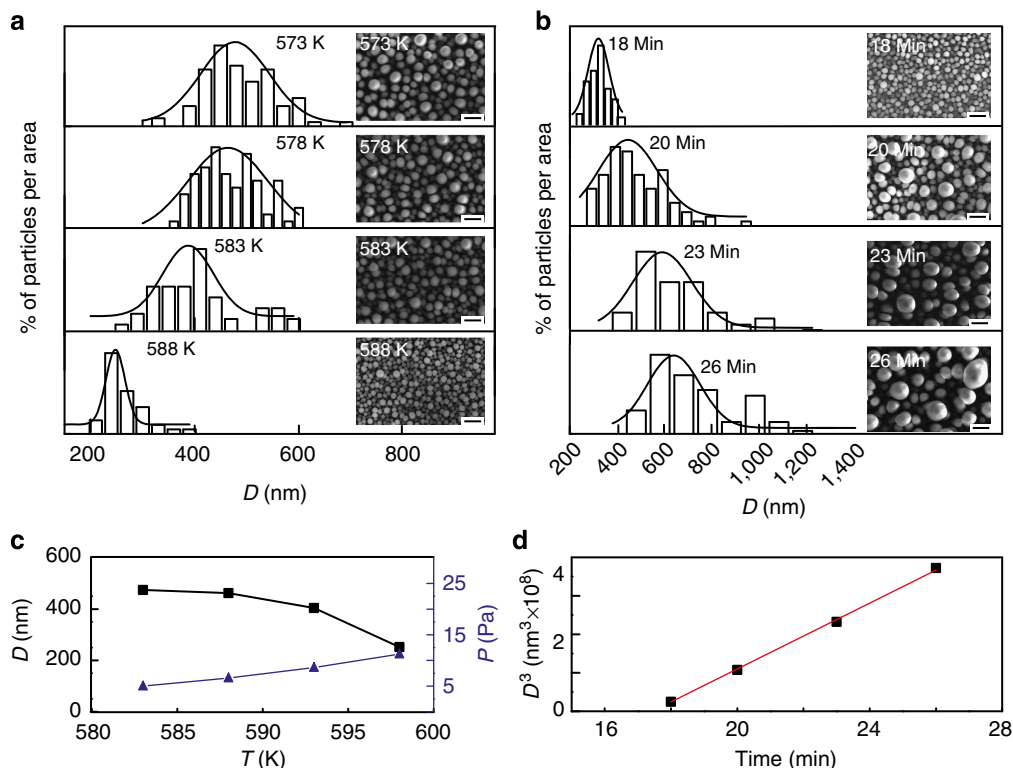 a
% of particles per area
573 K
573 K
578 K
578 K
583 K
583 K
588 K
588 K
200 400 600 800
D (nm)
b
% of particles per area
18 Min
18 Min
20 Min
20 Min
23 Min
23 Min
26 Min
26 Min
200 400 600 800 1,000 1,200 1,400
D (nm)
c
D (nm)
600
400
200
0
25
15
5
P (Pa)
580 585 590 595 600
T (K)
d
D³ (nm³×10⁸)
4
2
0
16 20 24 28
Time (min)